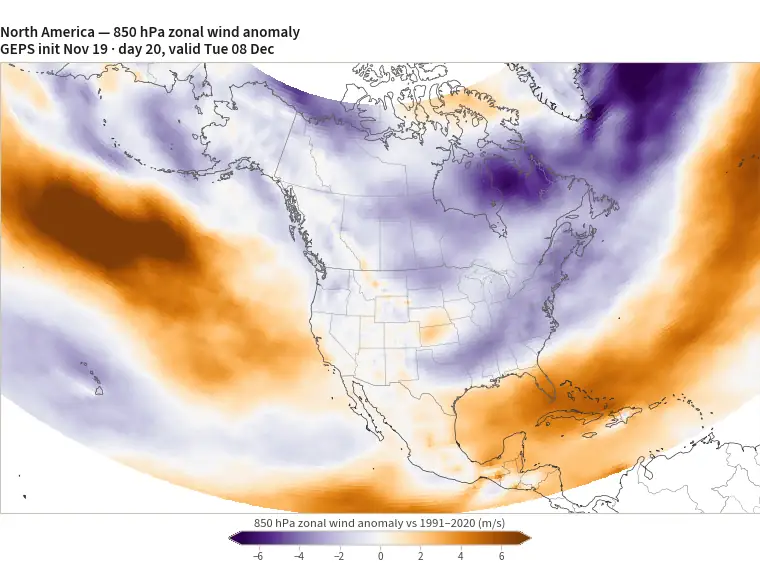 North America — 850 hPa zonal wind anomaly
GEPS init Nov 19 · day 20, valid Tue 08 Dec
850 hPa zonal wind anomaly vs 1991–2020 (m/s)
−6 −4 −2 0 2 4 6